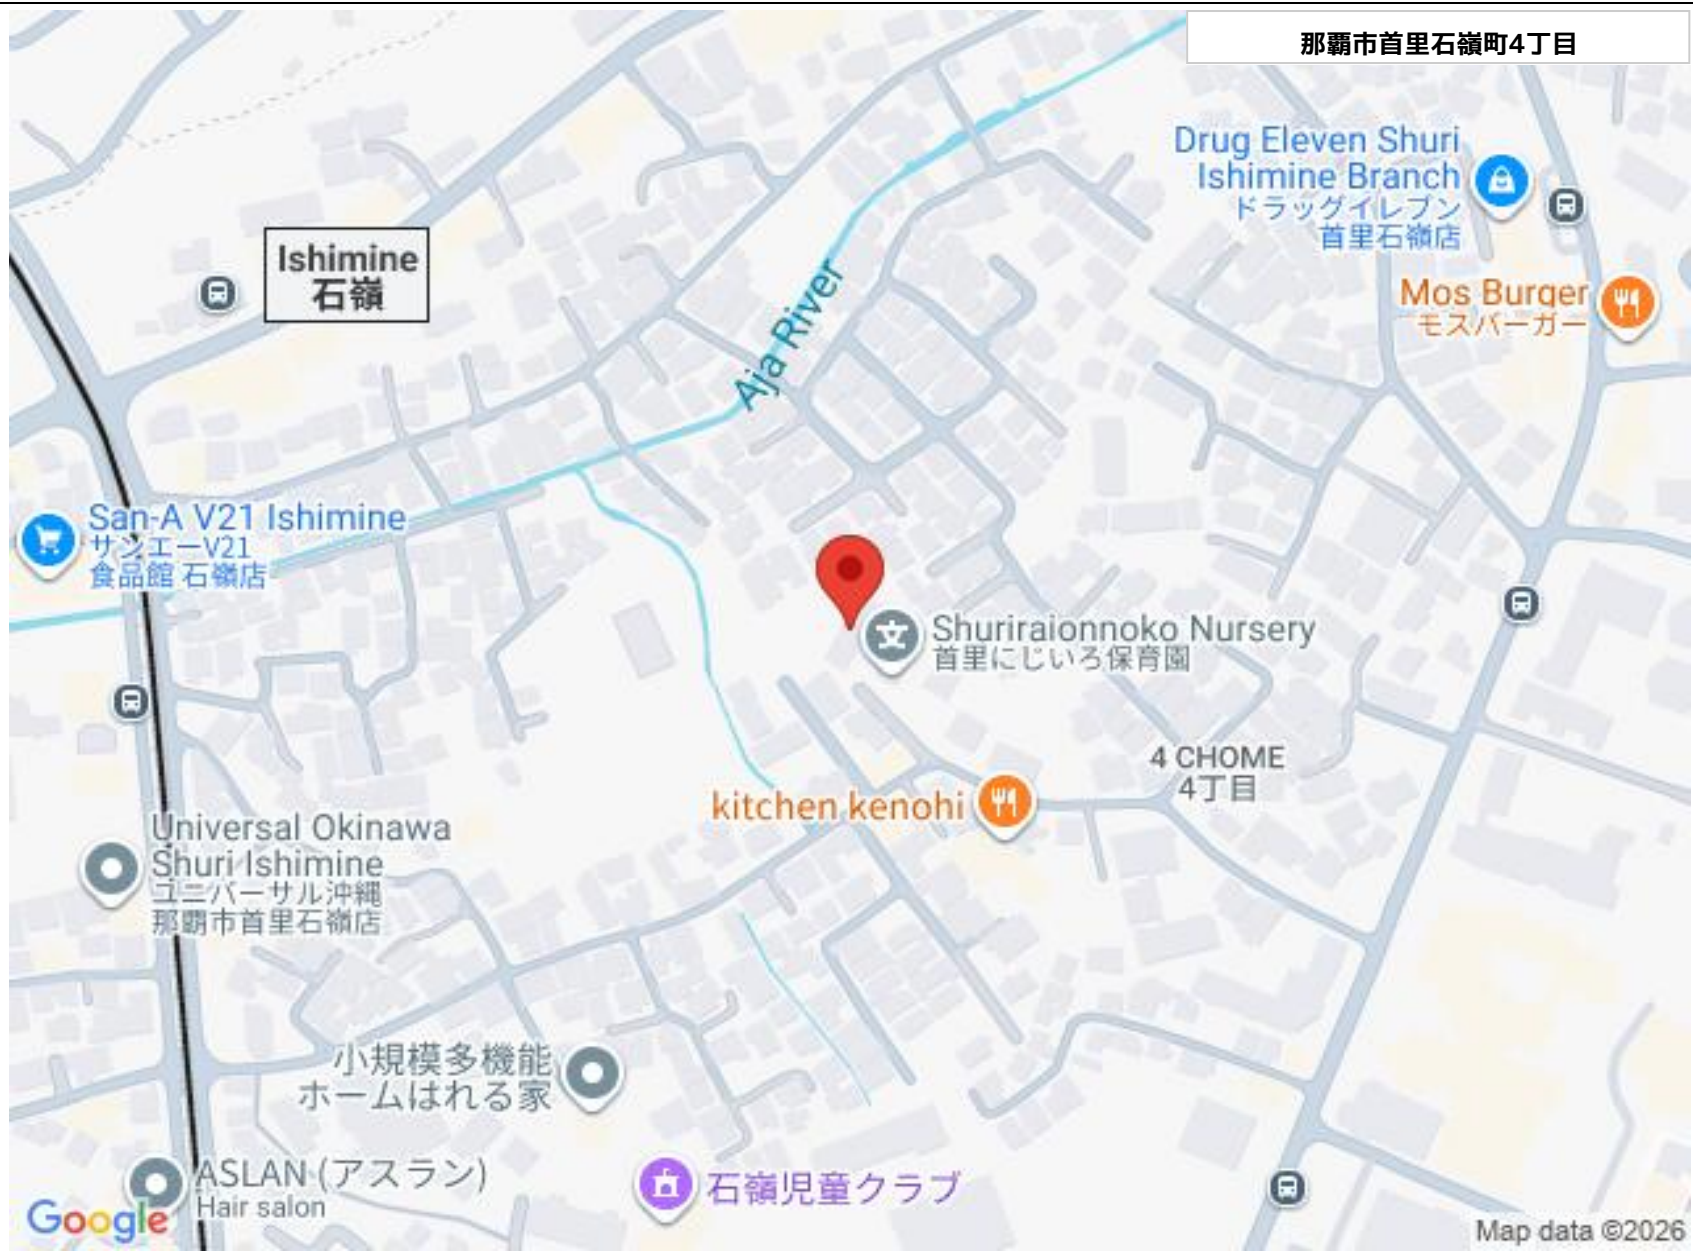 那覇市首里石嶺町4丁目
Drug Eleven Shuri
Ishimine Branch
ドラッグイレブン
首里石嶺店
Ishimine
石嶺
Mos Burger
モスバーガー
Aja River
San-A V21 Ishimine
サンエーV21
食品館 石嶺店
Shuriraionnoko Nursery
首里にじいろ保育園
4 CHOME
4丁目
kitchen kenohi
Universal Okinawa
Shuri Ishimine
ユニバーサル沖縄
那覇市首里石嶺店
小規模多機能
ホームはれる家
ASLAN (アスラン)
Hair salon
石嶺児童クラブ
Google
Map data ©2026